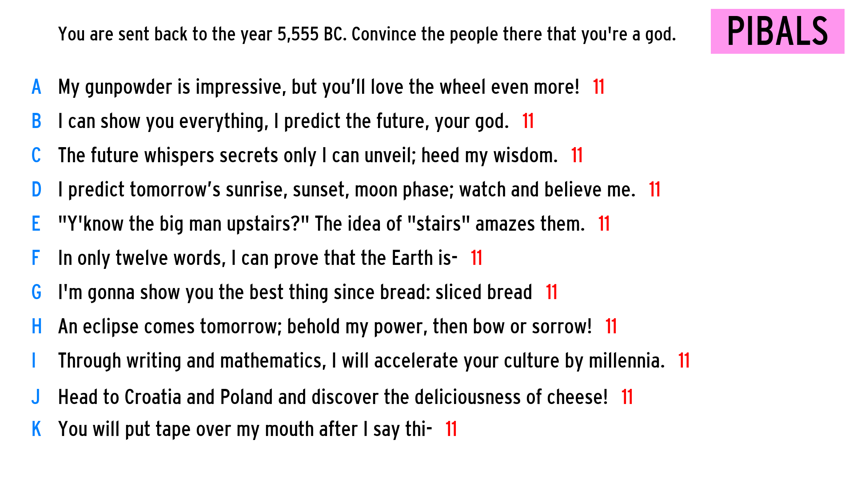 You are sent back to the year 5,555 BC. Convince the people there that you're a god.
PIBALS
A My gunpowder is impressive, but you'll love the wheel even more! 11
B I can show you everything, I predict the future, your god. 11
C The future whispers secrets only I can unveil; heed my wisdom. 11
D I predict tomorrow's sunrise, sunset, moon phase; watch and believe me. 11
E "Y'know the big man upstairs?" The idea of "stairs" amazes them. 11
F In only twelve words, I can prove that the Earth is- 11
G I'm gonna show you the best thing since bread: sliced bread 11
H An eclipse comes tomorrow; behold my power, then bow or sorrow! 11
I Through writing and mathematics, I will accelerate your culture by millennia. 11
J Head to Croatia and Poland and discover the deliciousness of cheese! 11
K You will put tape over my mouth after I say thi- 11